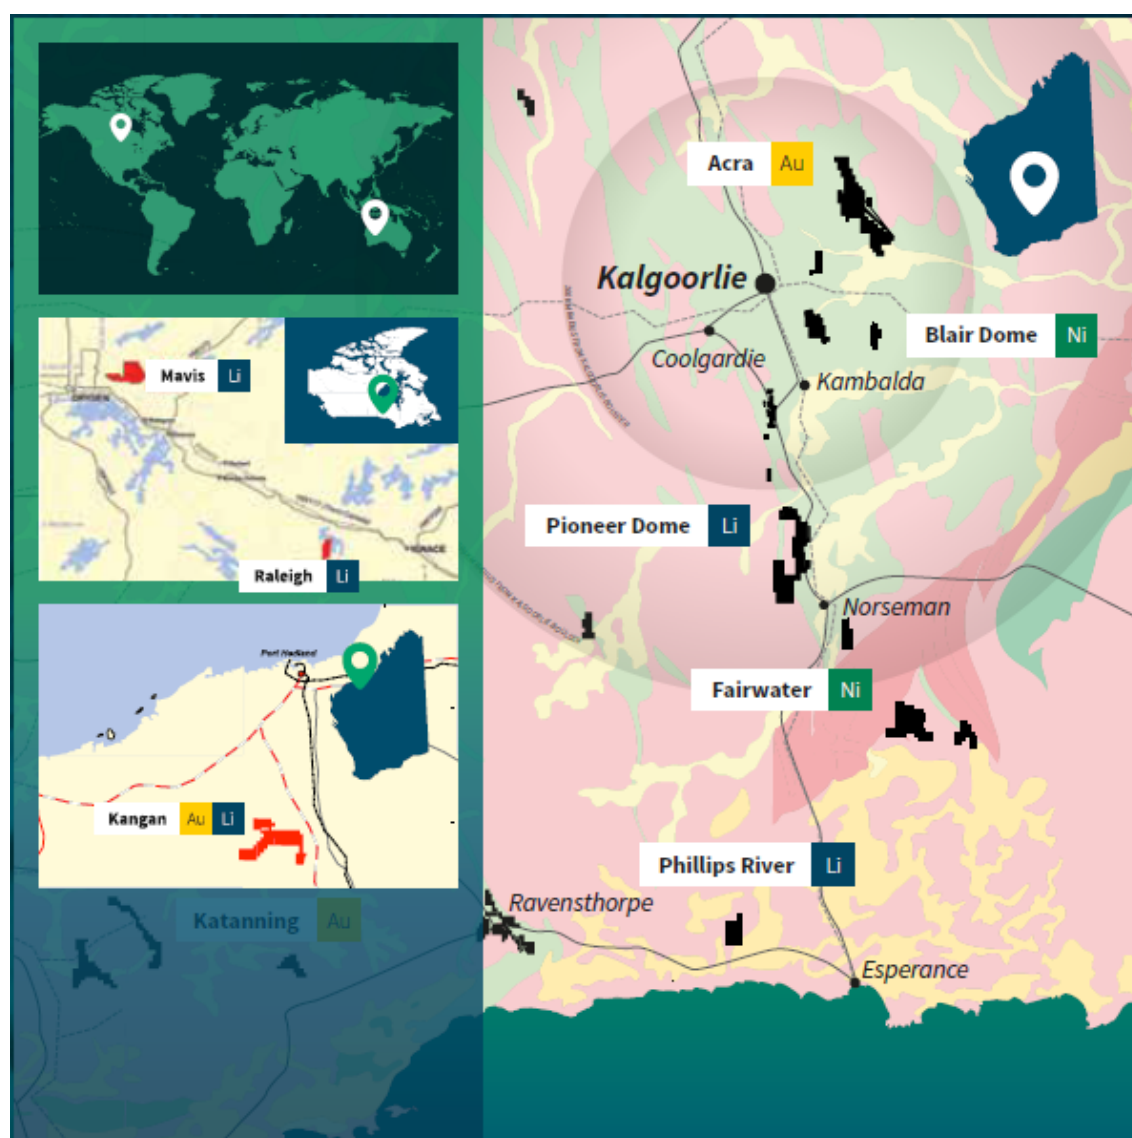 Acra Au
Kalgoorlie
Coolgardie
Blair Dome Ni
Kambalda
Mavis Li
IGNACE
Raleigh Li
Pioneer Dome Li
Norseman
Port Hedland
Fairwater Ni
Kangan Au Li
Phillips River Li
Katanning Au
Ravensthorpe
Esperance